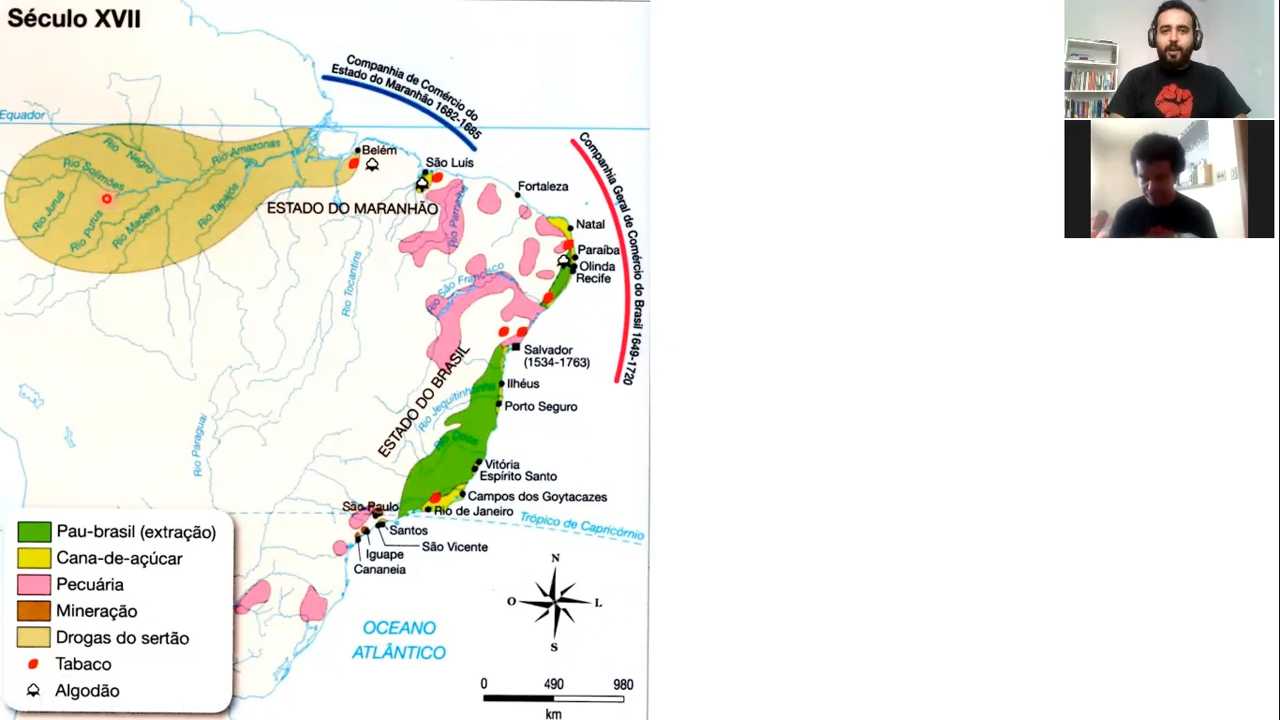 Século XVII
Companhia de Comércio do
Estado do Maranhão 1682-1685
Companhia Geral de Comércio do Brasil 1649-1720
Equador
Rio Negro
Rio Amazonas
Rio Solimões
Rio Juruá
Rio Purus
Rio Madeira
Rio Tapajós
Belém
São Luís
Fortaleza
ESTADO DO MARANHÃO
Rio Parnaíba
Natal
Paraíba
Olinda
Recife
Rio São Francisco
Rio Tocantins
Salvador
(1534-1763)
ESTADO DO BRASIL
Ilhéus
Rio Jequitinhonha
Porto Seguro
Rio Doce
Rio Paraguai
Vitória
Espírito Santo
Campos dos Goytacazes
São Paulo
Rio de Janeiro
Trópico de Capricórnio
Santos
São Vicente
Iguape
Cananeia
Pau-brasil (extração)
Cana-de-açúcar
Pecuária
Mineração
Drogas do sertão
Tabaco
Algodão
OCEANO
ATLÂNTICO
N
O L
S
0 490 980
km